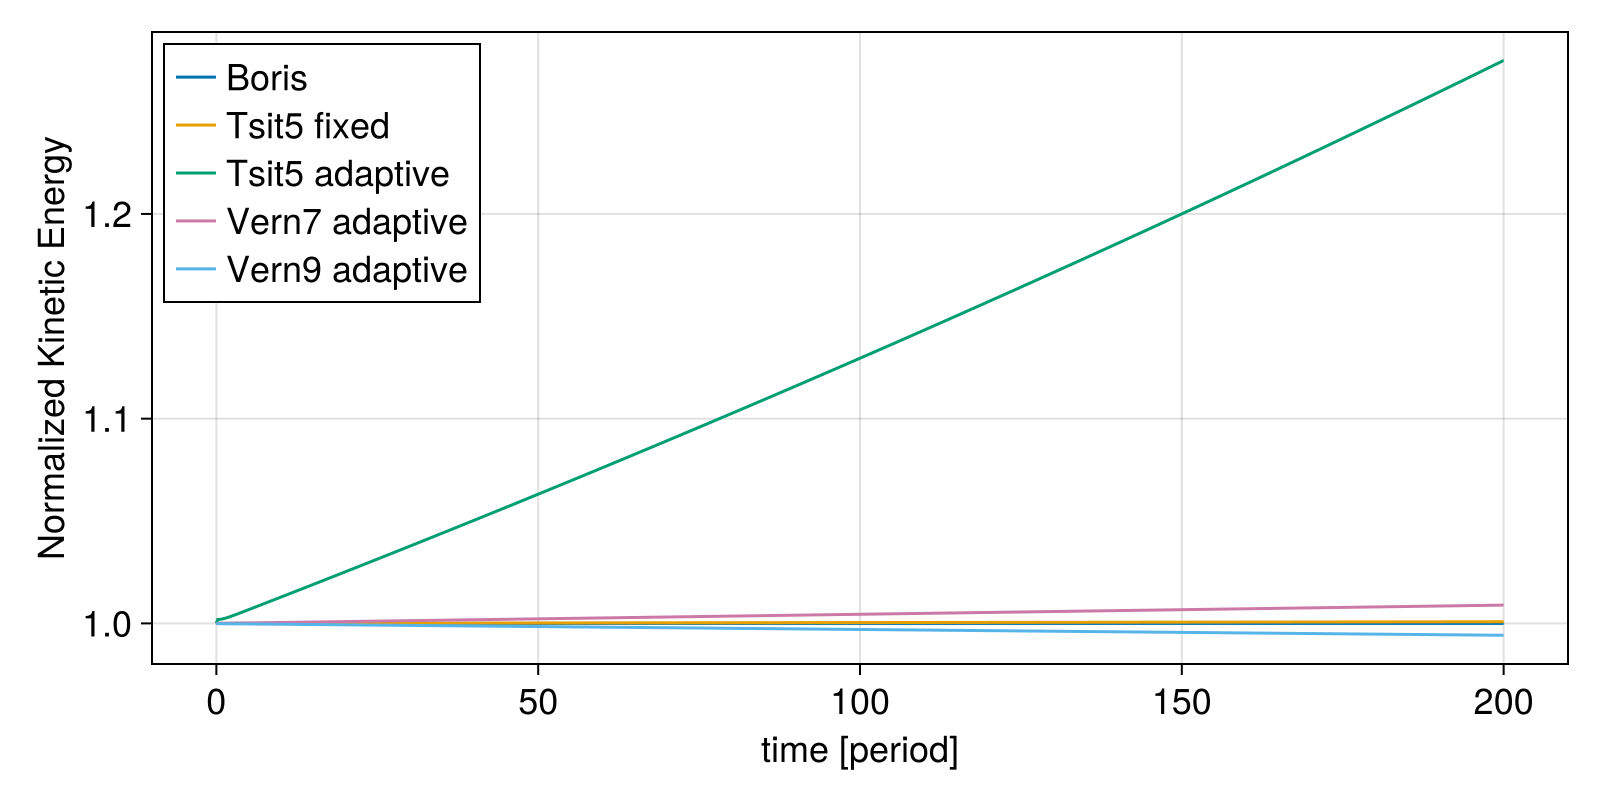 Boris
Tsit5 fixed
Tsit5 adaptive
Vern7 adaptive
Vern9 adaptive
Normalized Kinetic Energy
1.2
1.1
1.0
0 50 100 150 200
time [period]